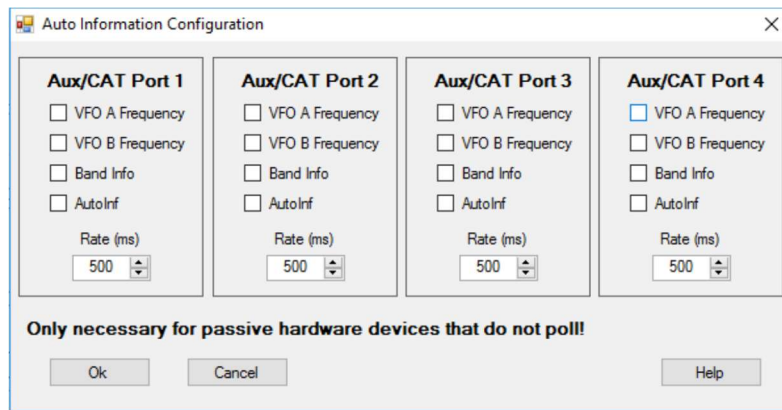 Auto Information Configuration
Aux/CAT Port 1
VFO A Frequency
VFO B Frequency
Band Info
AutoInf
Rate (ms)
500
Aux/CAT Port 2
VFO A Frequency
VFO B Frequency
Band Info
AutoInf
Rate (ms)
500
Aux/CAT Port 3
VFO A Frequency
VFO B Frequency
Band Info
AutoInf
Rate (ms)
500
Aux/CAT Port 4
VFO A Frequency
VFO B Frequency
Band Info
AutoInf
Rate (ms)
500
Only necessary for passive hardware devices that do not poll!
Ok
Cancel
Help